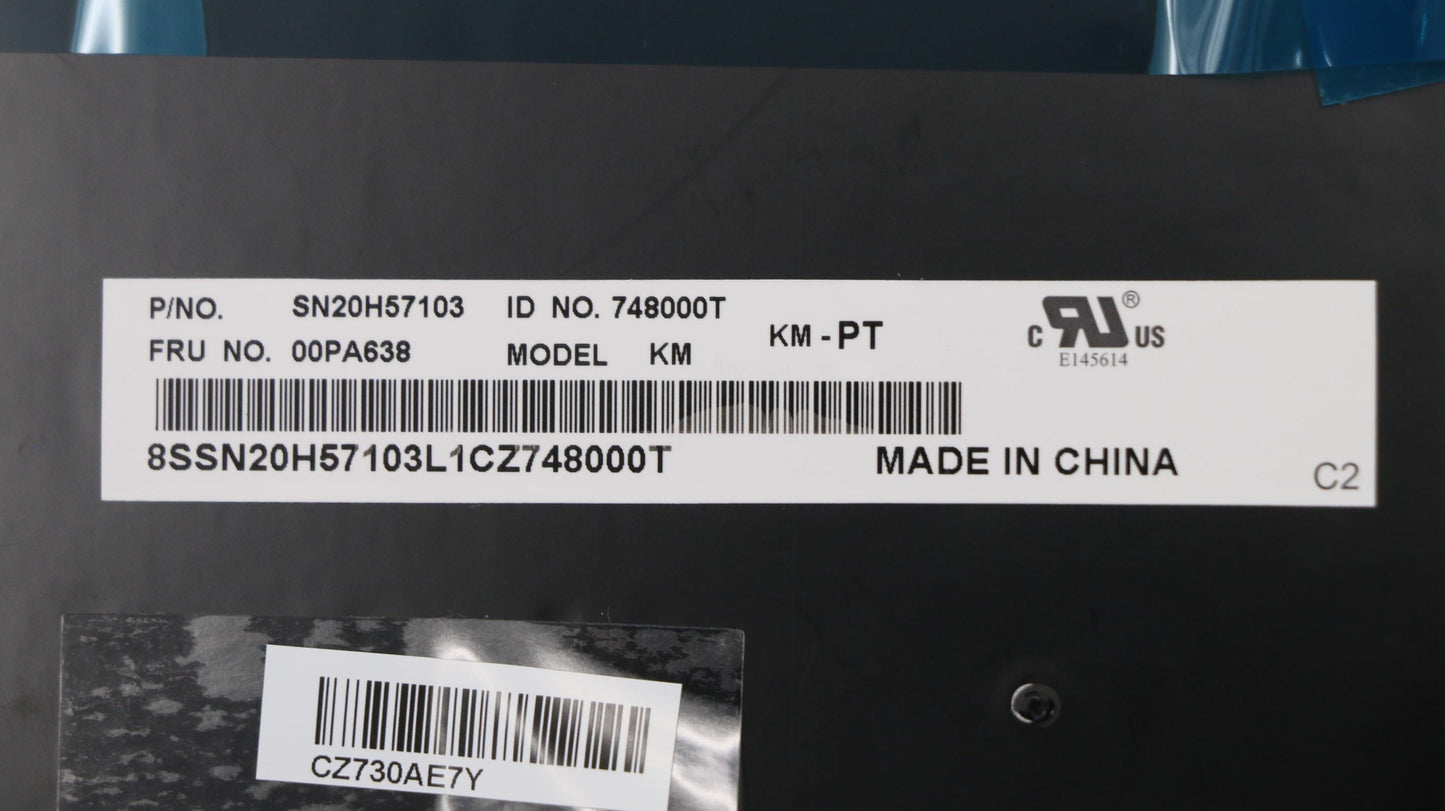 P/NO. SN20H57103 ID NO. 748000T
FRU NO. 00PA638 MODEL KM
KM - PT
C RU ® US
E145614
8SSN20H57103L1CZ748000T
MADE IN CHINA
C2
CZ730AE7Y